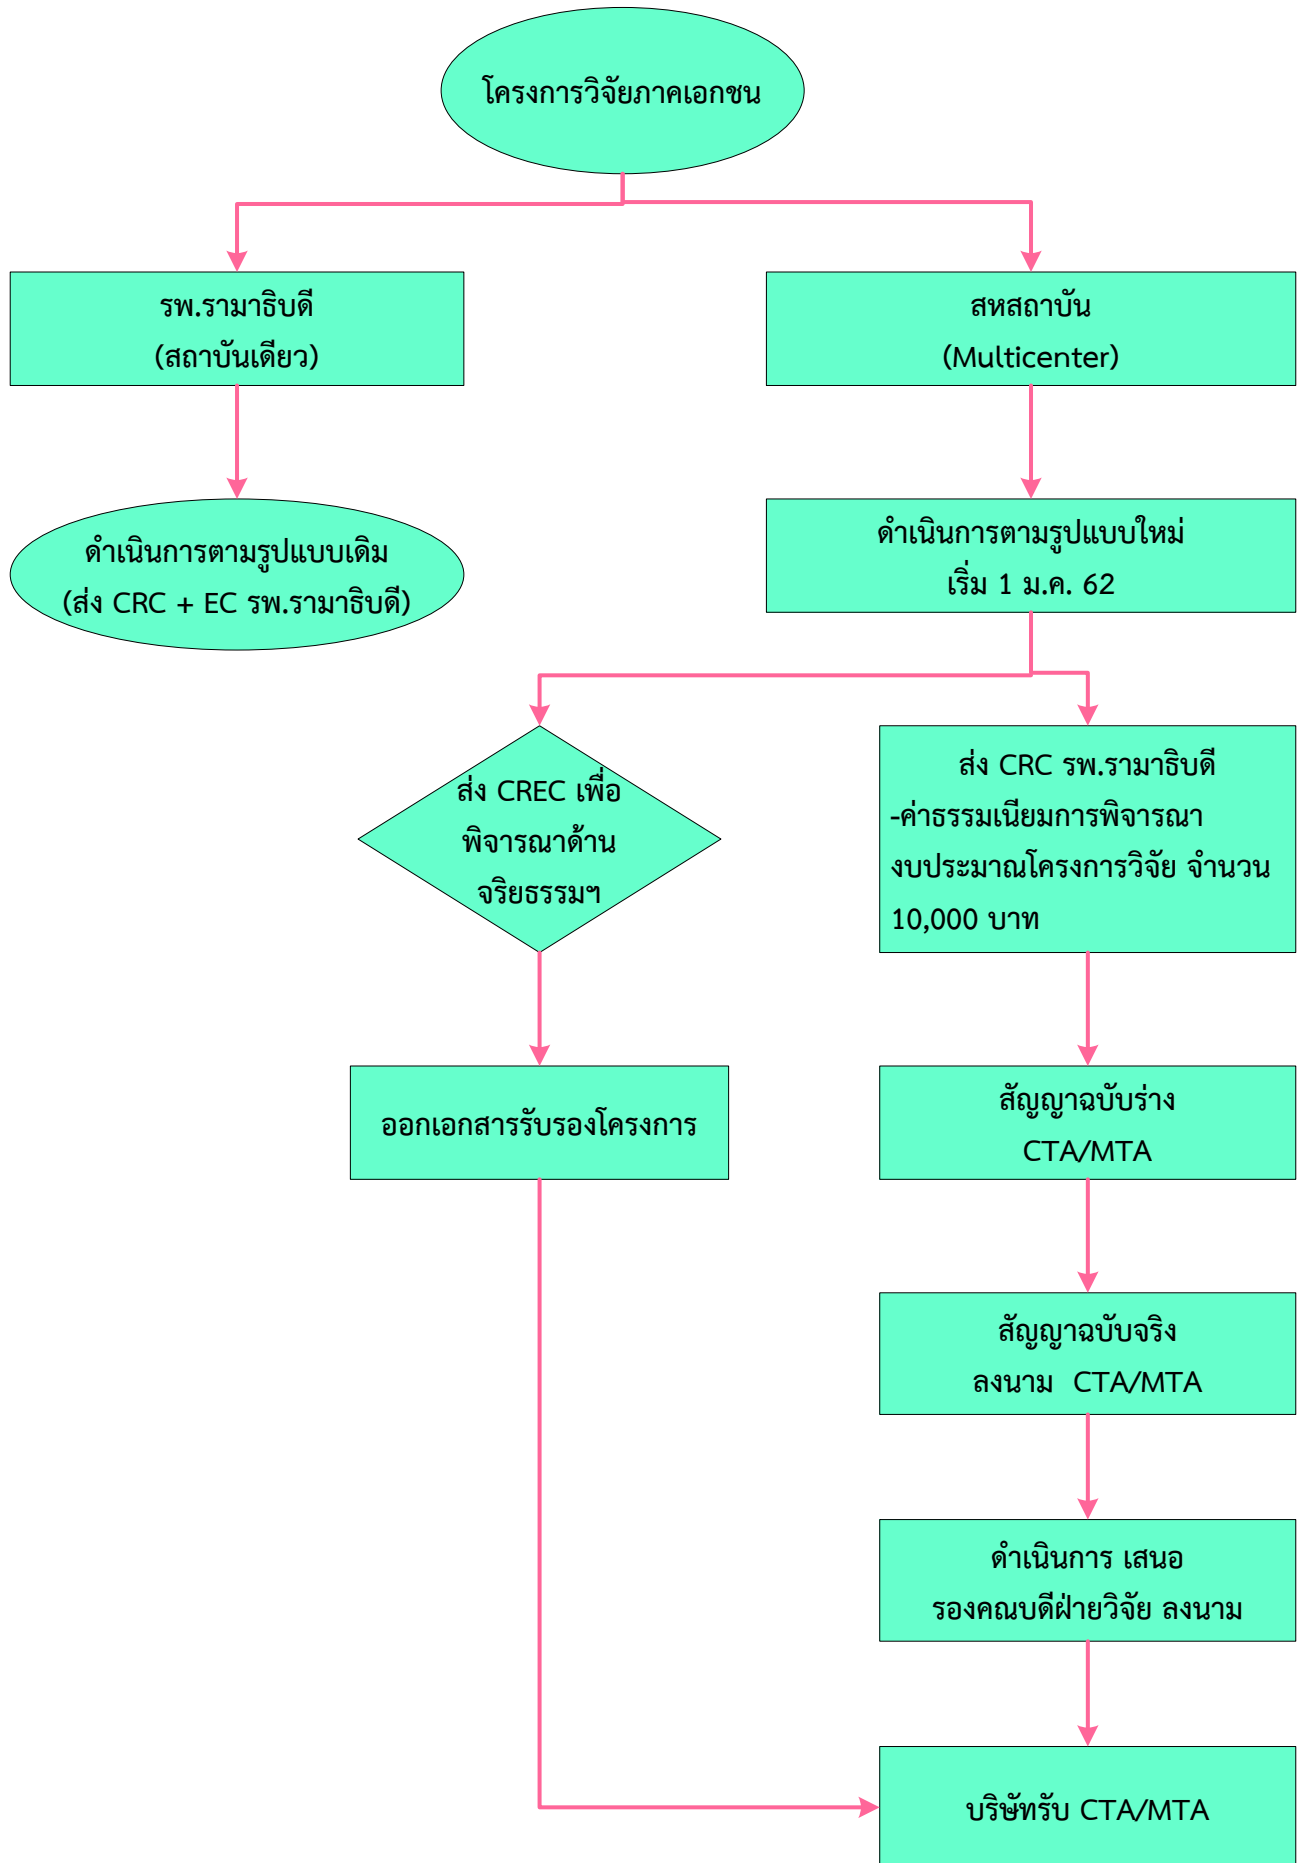 โครงการวิจัยภาคเอกชน
รพ.รามาธิบดี
(สถาบันเดียว)
สหสถาบัน
(Multicenter)
ดำเนินการตามรูปแบบเดิม
(ส่ง CRC + EC รพ.รามาธิบดี)
ดำเนินการตามรูปแบบใหม่
เริ่ม 1 ม.ค. 62
ส่ง CREC เพื่อ
พิจารณาด้าน
จริยธรรมฯ
ส่ง CRC รพ.รามาธิบดี
-ค่าธรรมเนียมการพิจารณา
งบประมาณโครงการวิจัย จำนวน
10,000 บาท
ออกเอกสารรับรองโครงการ
สัญญาฉบับร่าง
CTA/MTA
สัญญาฉบับจริง
ลงนาม  CTA/MTA
ดำเนินการ เสนอ
รองคณบดีฝ่ายวิจัย ลงนาม
บริษัทรับ CTA/MTA